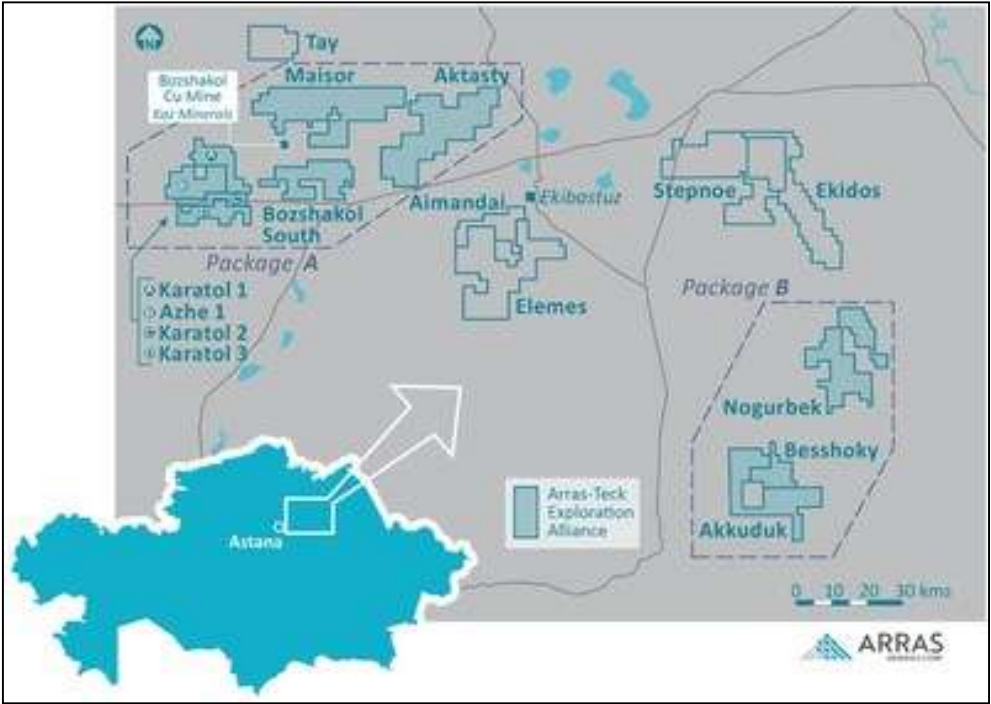 N
Tay
Bozshakol
Cu Mine
Kaz Minerals
Maisor
Aktasty
Stepnoe
Ekidos
Aimandai
Ekibastuz
Bozshakol
South
Package A
Elemes
Package B
Karatol 1
Azhe 1
Karatol 2
Karatol 3
Nogurbek
Besshoky
Akkuduk
Arras-Teck
Exploration
Alliance
Astana
0 10 20 30 kms
ARRAS